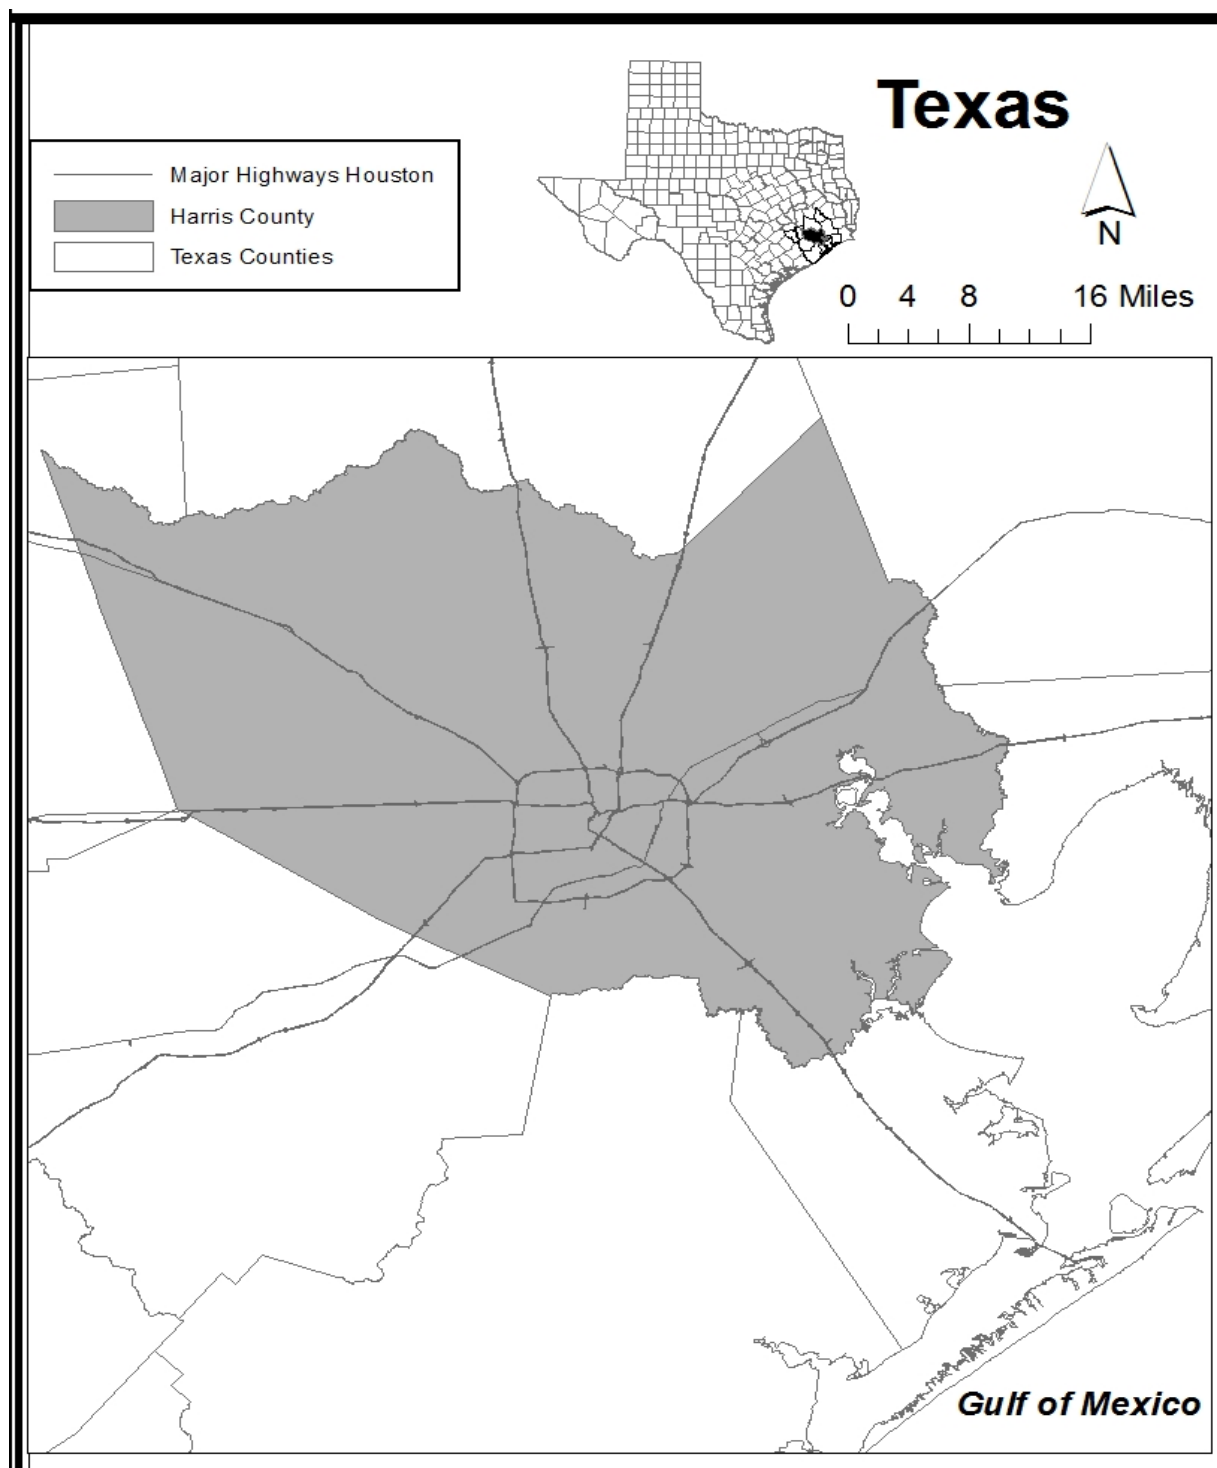 Texas
Major Highways Houston
Harris County
Texas Counties
N
0 4 8 16 Miles
Gulf of Mexico